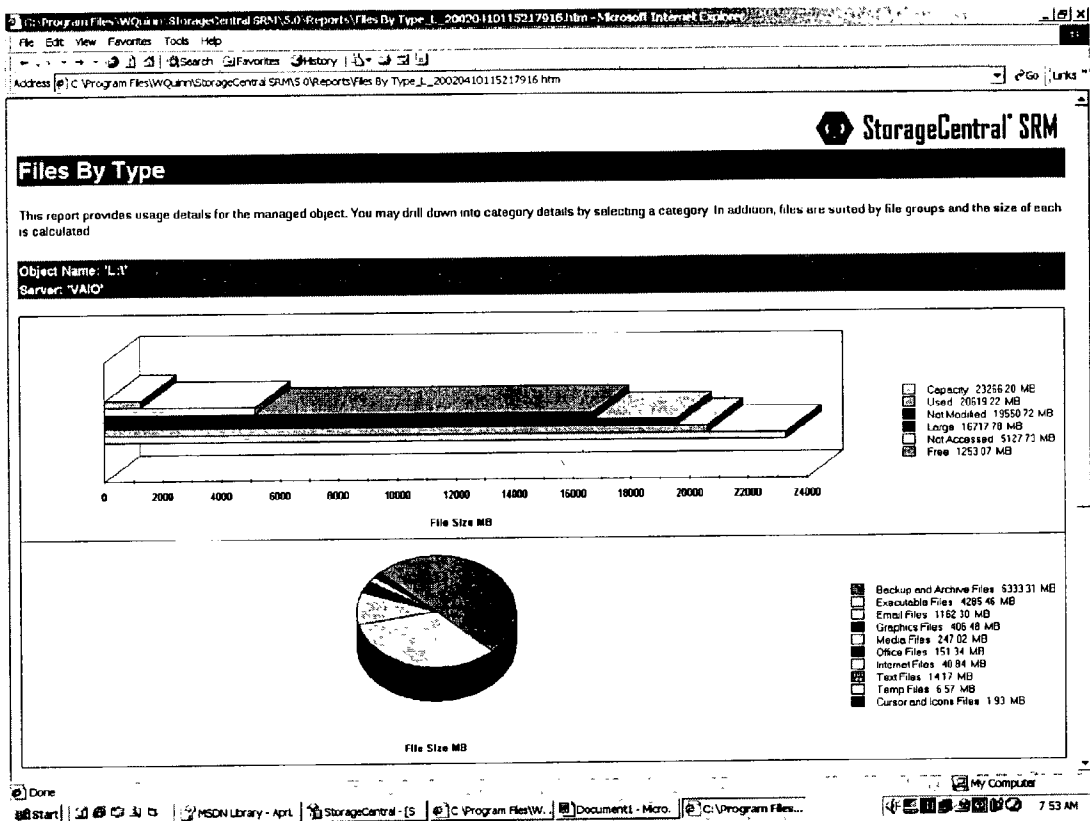 C:\Program Files\WQuinn\StorageCentral SRM\5.0\Reports\Files By Type_L_20020410115217916.htm - Microsoft Internet Explorer
File Edit View Favorites Tools Help
Search Favorites History
Address C:\Program Files\WQuinn\StorageCentral SRM\5.0\Reports\Files By Type_L_20020410115217916.htm Go Links
StorageCentral SRM
Files By Type
This report provides usage details for the managed object. You may drill down into category details by selecting a category. In addition, files are sorted by file groups and the size of each
is calculated
Object Name: 'L:\'
Server: 'VAIO'
Capacity 23266.20 MB
Used 20619.22 MB
Not Modified 19550.72 MB
Large 16717.78 MB
Not Accessed 5127.73 MB
Free 1253.07 MB
0 2000 4000 6000 8000 10000 12000 14000 16000 18000 20000 22000 24000
File Size MB
Backup and Archive Files 6333.31 MB
Executable Files 4285.46 MB
Email Files 1162.30 MB
Graphics Files 406.48 MB
Media Files 247.02 MB
Office Files 151.34 MB
Internet Files 40.84 MB
Text Files 14.17 MB
Temp Files 6.57 MB
Cursor and Icons Files 1.93 MB
File Size MB
Done My Computer
Start MSDN Library - April StorageCentral - [S C:\Program Files\W... Document1 - Micro... C:\Program Files... 7:53 AM